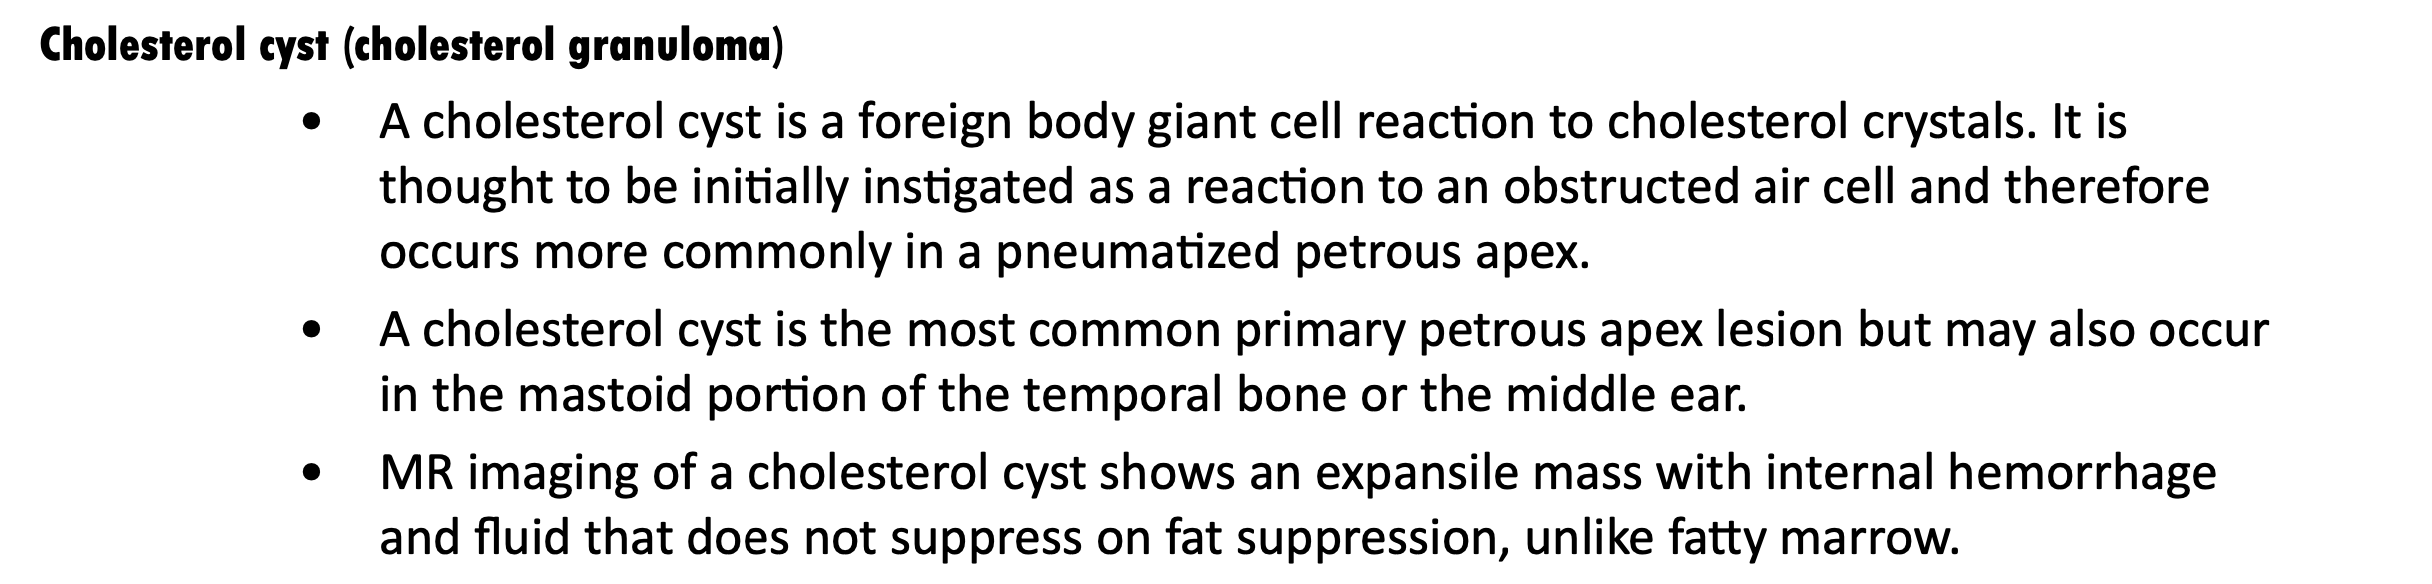 Cholesterol cyst (cholesterol granuloma)
• A cholesterol cyst is a foreign body giant cell reaction to cholesterol crystals. It is
thought to be initially instigated as a reaction to an obstructed air cell and therefore
occurs more commonly in a pneumatized petrous apex.
• A cholesterol cyst is the most common primary petrous apex lesion but may also occur
in the mastoid portion of the temporal bone or the middle ear.
• MR imaging of a cholesterol cyst shows an expansile mass with internal hemorrhage
and fluid that does not suppress on fat suppression, unlike fatty marrow.